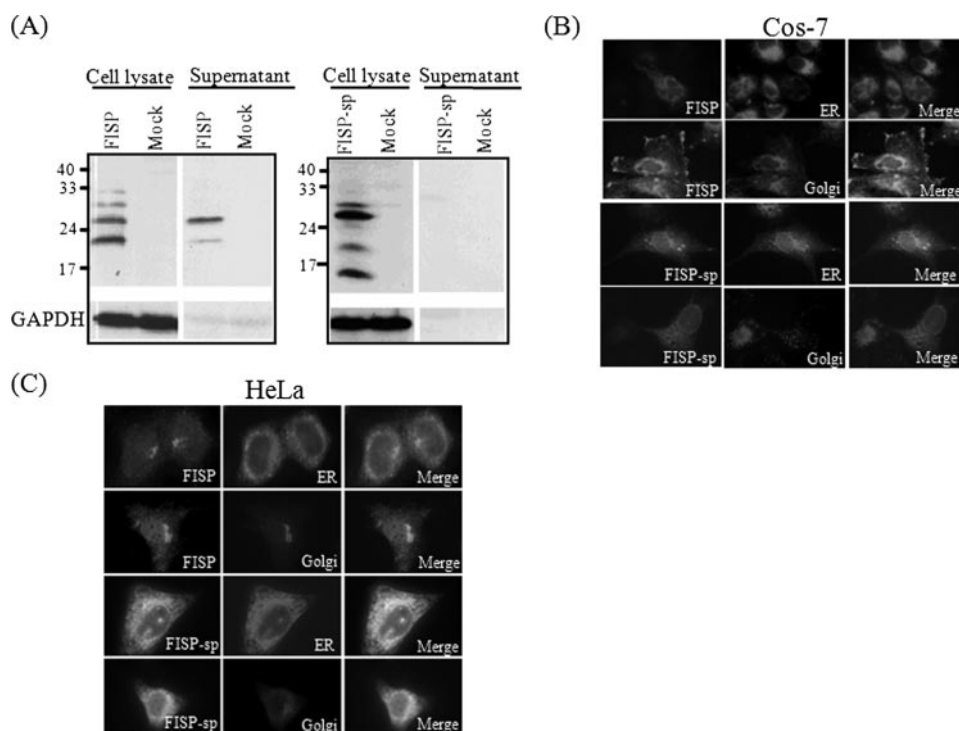 (A)
Cell lysate Supernatant
FISP Mock FISP Mock
40
33
24
17
GAPDH
Cell lysate Supernatant
FISP-sp Mock FISP-sp Mock
40
33
24
17
(B)
Cos-7
FISP ER Merge
FISP Golgi Merge
FISP-sp ER Merge
FISP-sp Golgi Merge
(C)
HeLa
FISP ER Merge
FISP Golgi Merge
FISP-sp ER Merge
FISP-sp Golgi Merge